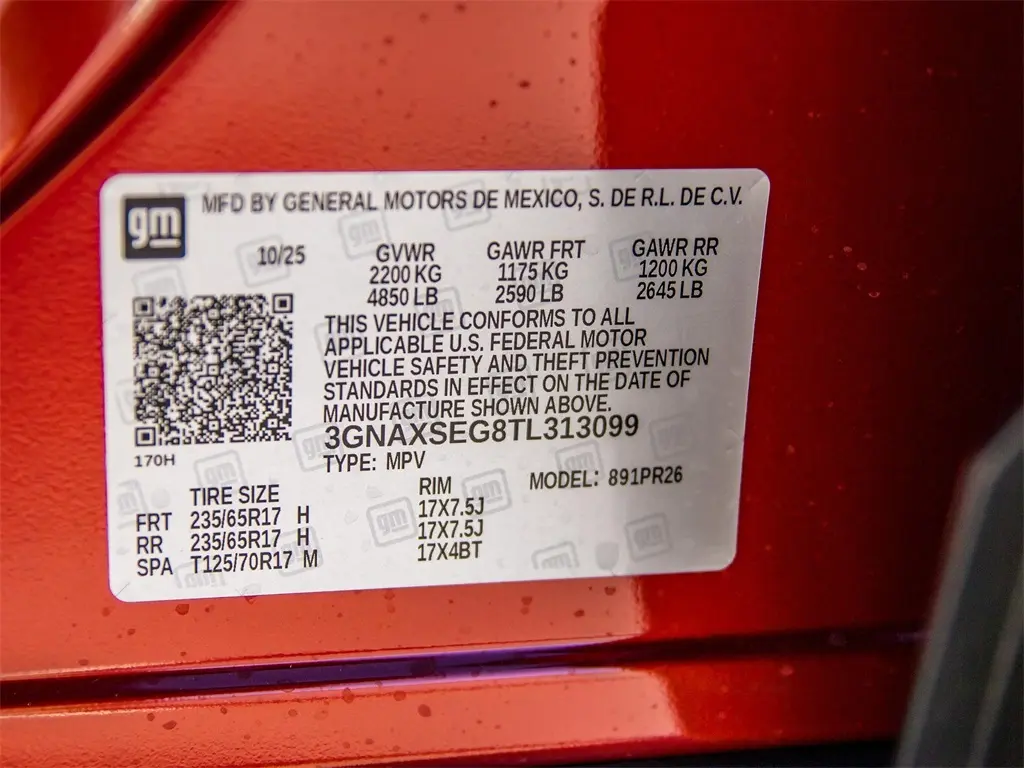 gm
MFD BY GENERAL MOTORS DE MEXICO, S. DE R.L. DE C.V.
10/25
GVWR GAWR FRT GAWR RR
2200 KG 1175 KG 1200 KG
4850 LB 2590 LB 2645 LB
THIS VEHICLE CONFORMS TO ALL
APPLICABLE U.S. FEDERAL MOTOR
VEHICLE SAFETY AND THEFT PREVENTION
STANDARDS IN EFFECT ON THE DATE OF
MANUFACTURE SHOWN ABOVE.
3GNAXSEG8TL313099
170H
TYPE: MPV MODEL: 891PR26
TIRE SIZE RIM
FRT 235/65R17 H 17X7.5J
RR 235/65R17 H 17X7.5J
SPA T125/70R17 M 17X4BT